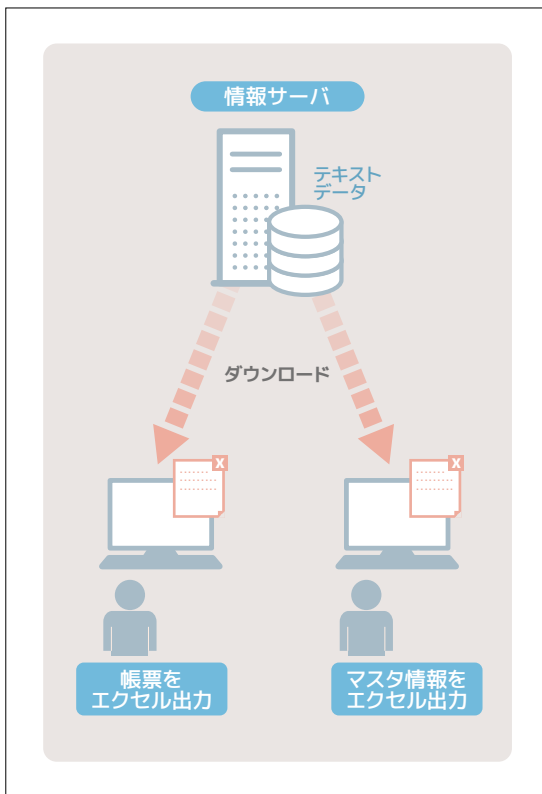 情報サーバ
テキスト
データ
ダウンロード
X
X
帳票を
エクセル出力
マスタ情報を
エクセル出力